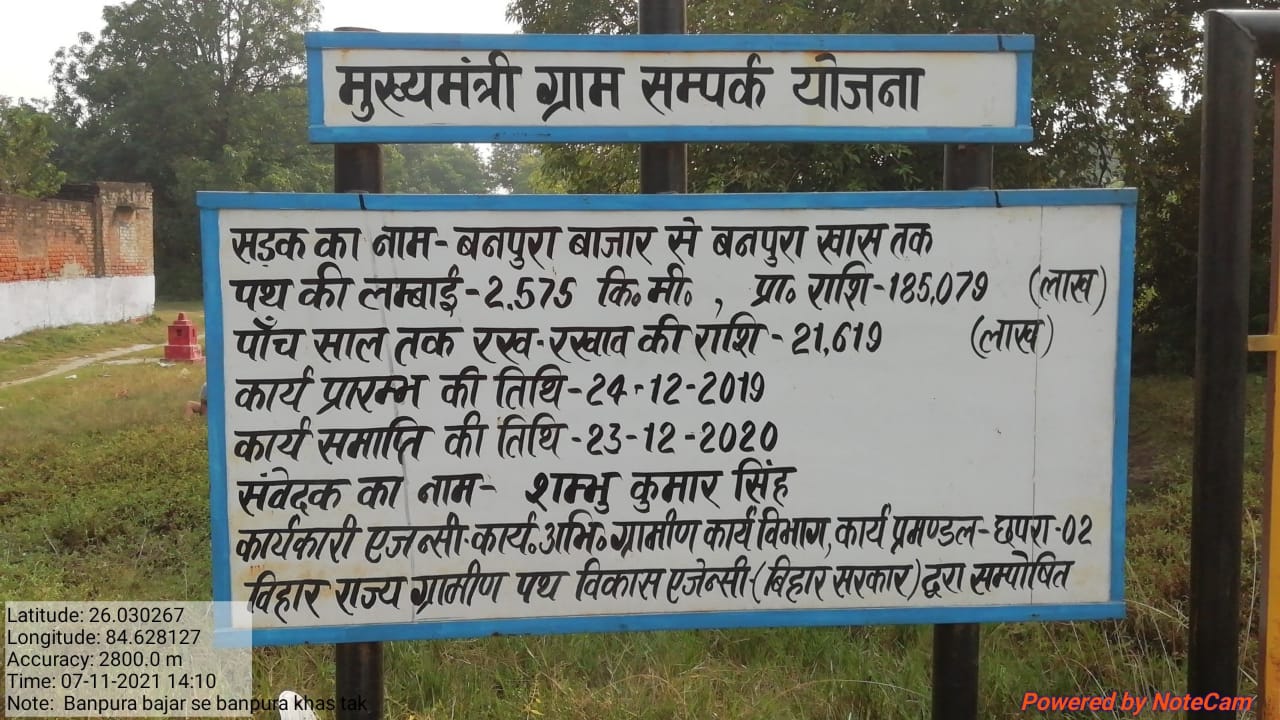 मुख्यमंत्री ग्राम सम्पर्क योजना
सड़क का नाम- बनपुरा बाजार से बनपुरा खास तक
पथ की लम्बाई-2.575 कि.मी. , प्रा. राशि-185,079 (लाख)
पाँच साल तक रख-रखाव की राशि-21,619 (लाख)
कार्य प्रारम्भ की तिथि-24-12-2019
कार्य समाप्ति की तिथि-23-12-2020
संवेदक का नाम- शम्भु कुमार सिंह
कार्यकारी एजन्सी-कार्य.अभि.ग्रामीण कार्य विभाग, कार्य प्रमण्डल-छपरा-02
विहार राज्य ग्रामीण पथ विकास एजेन्सी-(बिहार सरकार) द्वरा सम्पोषित
Latitude: 26.030267
Longitude: 84.628127
Accuracy: 2800.0 m
Time: 07-11-2021 14:10
Note: Banpura bajar se banpura khas tak
Powered by NoteCam